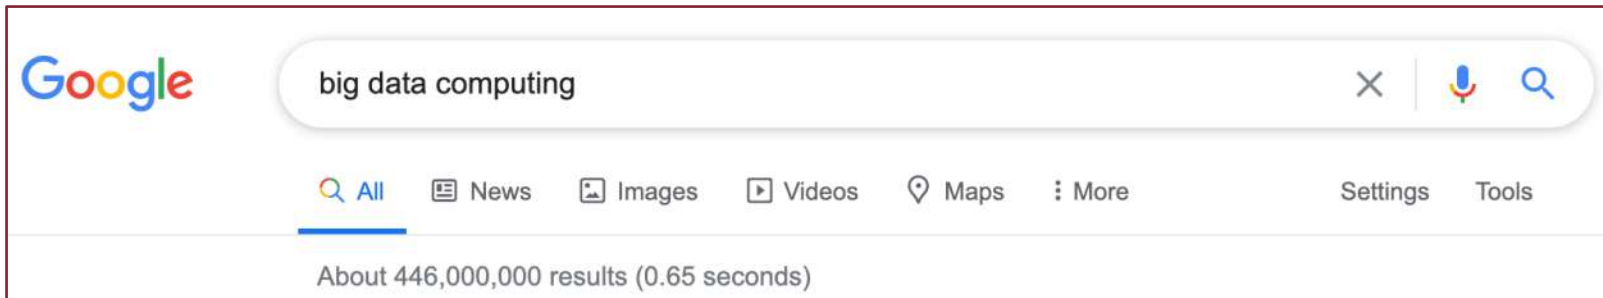 Google
big data computing
All News Images Videos Maps More Settings Tools
About 446,000,000 results (0.65 seconds)